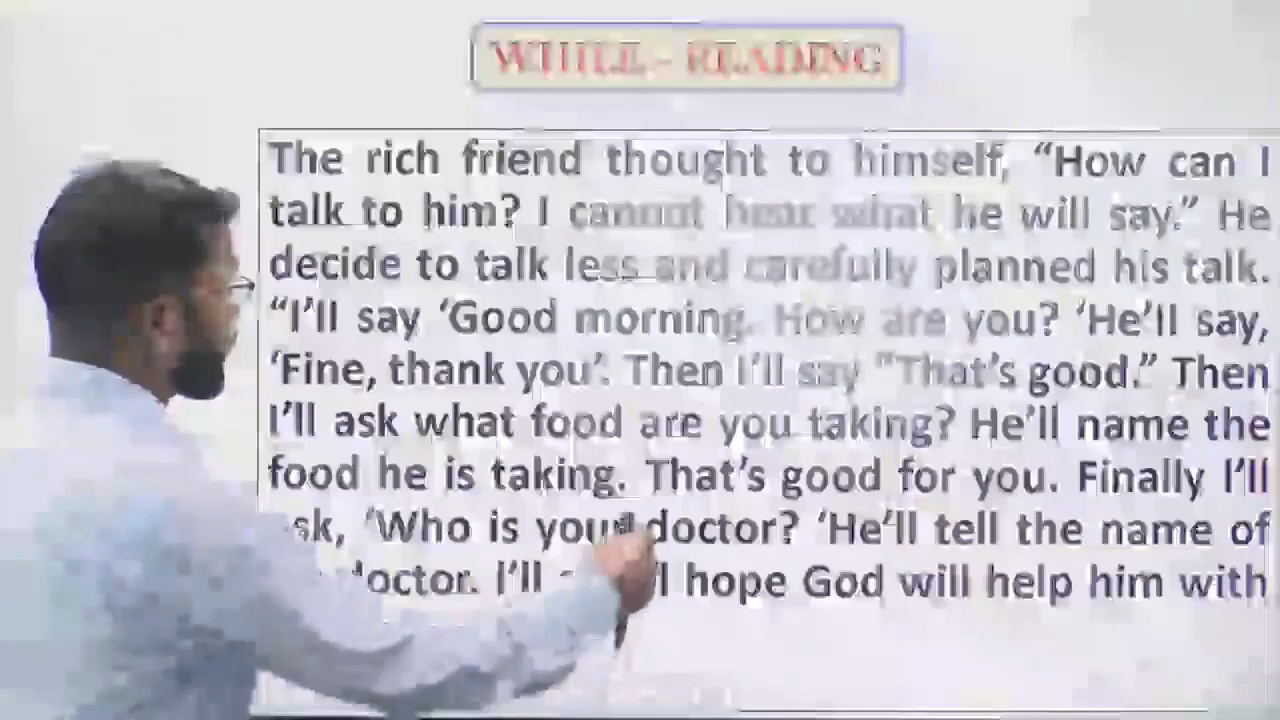 WHILE - READING
The rich friend thought to himself, “How can I
talk to him? I cannot hear what he will say.” He
decide to talk less and carefully planned his talk.
“I’ll say ‘Good morning. How are you? ‘He’ll say,
‘Fine, thank you’. Then I’ll say “That’s good.” Then
I’ll ask what food are you taking? He’ll name the
food he is taking. That’s good for you. Finally I’ll
‘Who is your doctor? ‘He’ll tell the name of
I’ll hope God will help him with